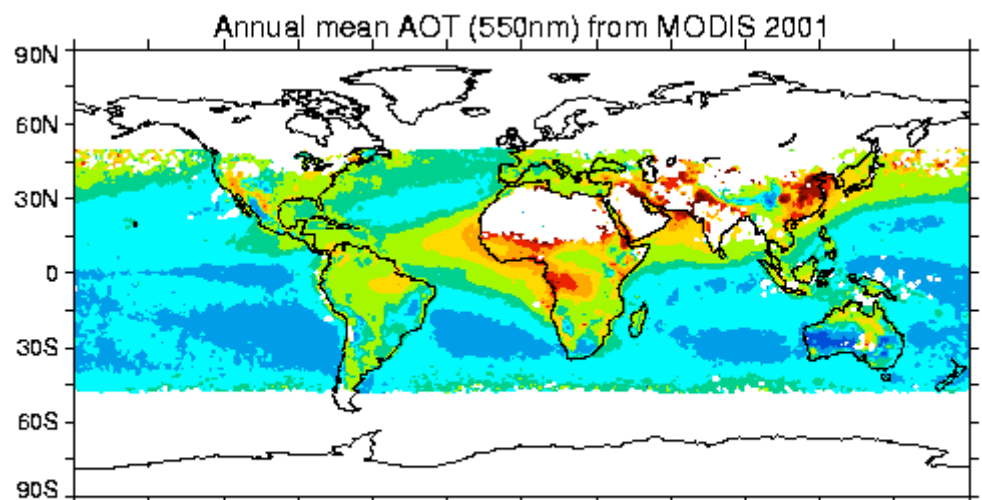 Annual mean AOT (550nm) from MODIS 2001
90N
60N
30N
0
30S
60S
90S